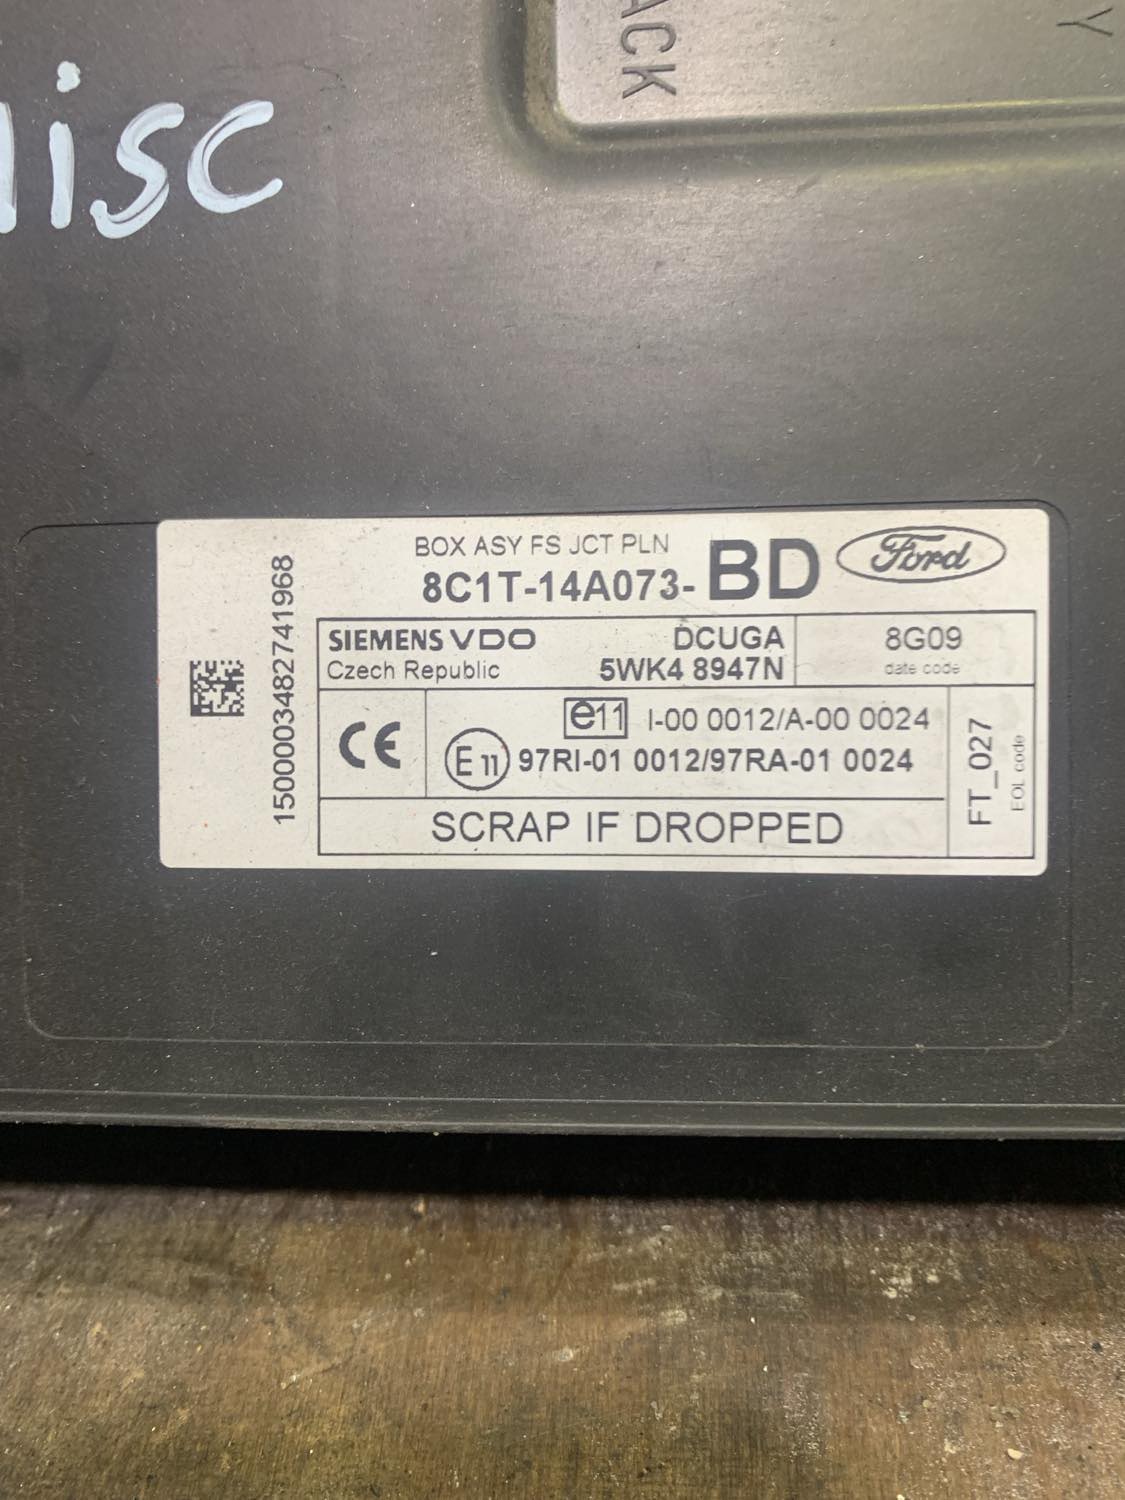 ACK
Y
isc
BOX ASY FS JCT PLN
8C1T-14A073-BD
Ford
SIEMENS VDO
Czech Republic
DCUGA
5WK4 8947N
8G09
date code
CE
e11 I-00 0012/A-00 0024
E11 97RI-01 0012/97RA-01 0024
SCRAP IF DROPPED
FT_027
EOL code
15000034827​41968